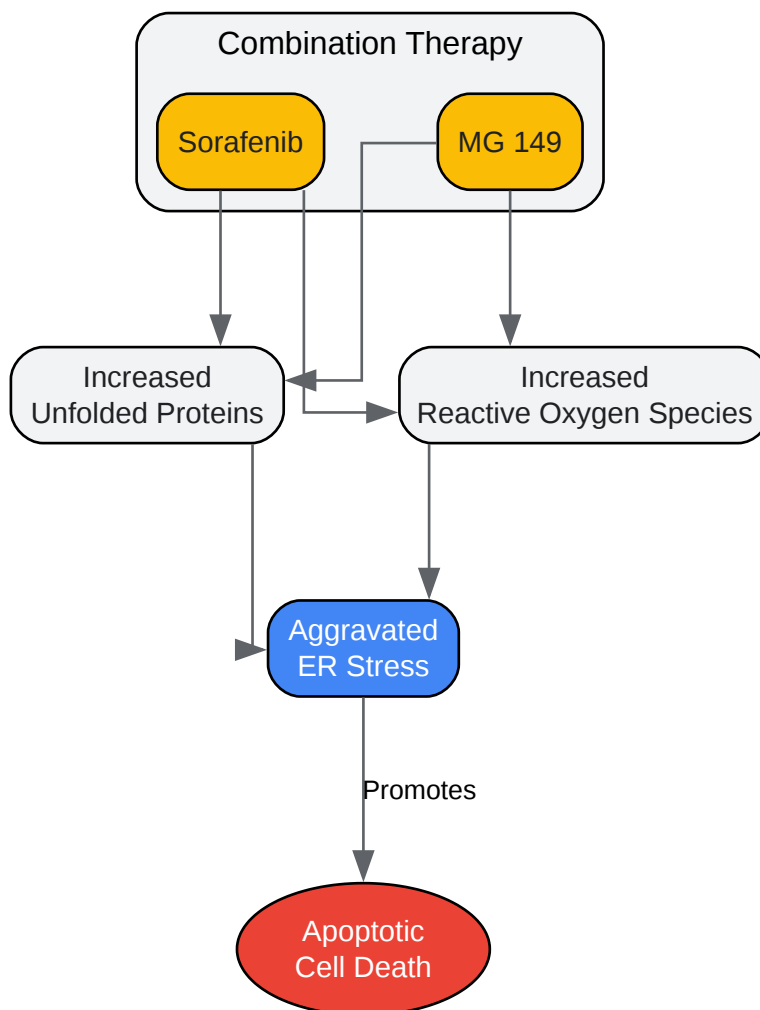 Combination Therapy
Sorafenib
MG 149
Increased
Unfolded Proteins
Increased
Reactive Oxygen Species
Aggravated
ER Stress
Promotes
Apoptotic
Cell Death